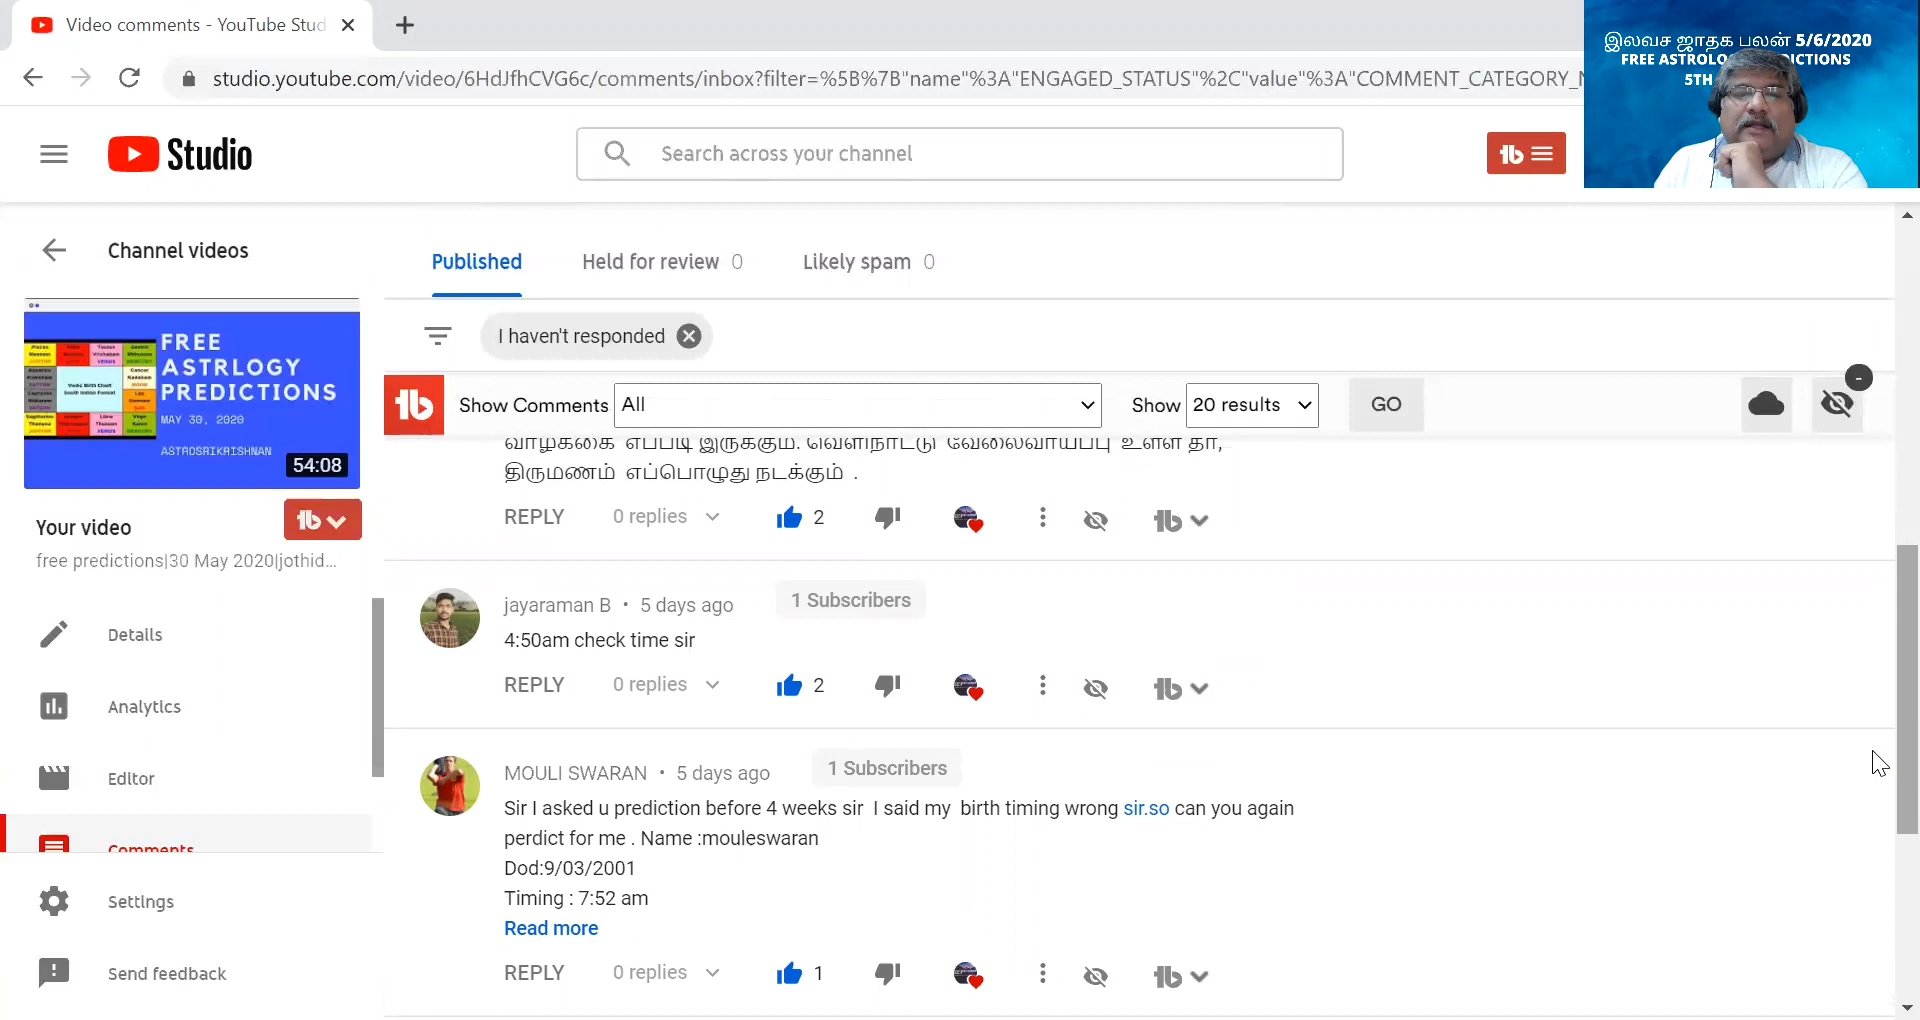 Video comments - YouTube Stud
studio.youtube.com/video/6HdJfhCVG6c/comments/inbox?filter=%5B%7B"name"%3A"ENGAGED_STATUS"%2C"value"%3A"COMMENT_CATEGORY_N
இலவச ஜாதக பலன் 5/6/2020
FREE ASTROLO ICTIONS
5TH
Studio
Search across your channel
Channel videos
Published
Held for review 0
Likely spam 0
I haven't responded
Show Comments All
Show 20 results
GO
FREE
ASTRLOGY
PREDICTIONS
MAY 30, 2020
ASTROSRIKRISHNAN
54:08
Your video
free predictions|30 May 2020|jothid...
Details
Analytics
Editor
Comments
Settings
Send feedback
வாழ்க்கை எப்படி இருக்கும். வெளிநாட்டு வேலைவாய்ப்பு உள்ள தா,
திருமணம் எப்பொழுது நடக்கும் .
REPLY 0 replies 2
jayaraman B • 5 days ago 1 Subscribers
4:50am check time sir
REPLY 0 replies 2
MOULI SWARAN • 5 days ago 1 Subscribers
Sir I asked u prediction before 4 weeks sir I said my birth timing wrong sir.so can you again
perdict for me . Name :mouleswaran
Dod:9/03/2001
Timing : 7:52 am
Read more
REPLY 0 replies 1